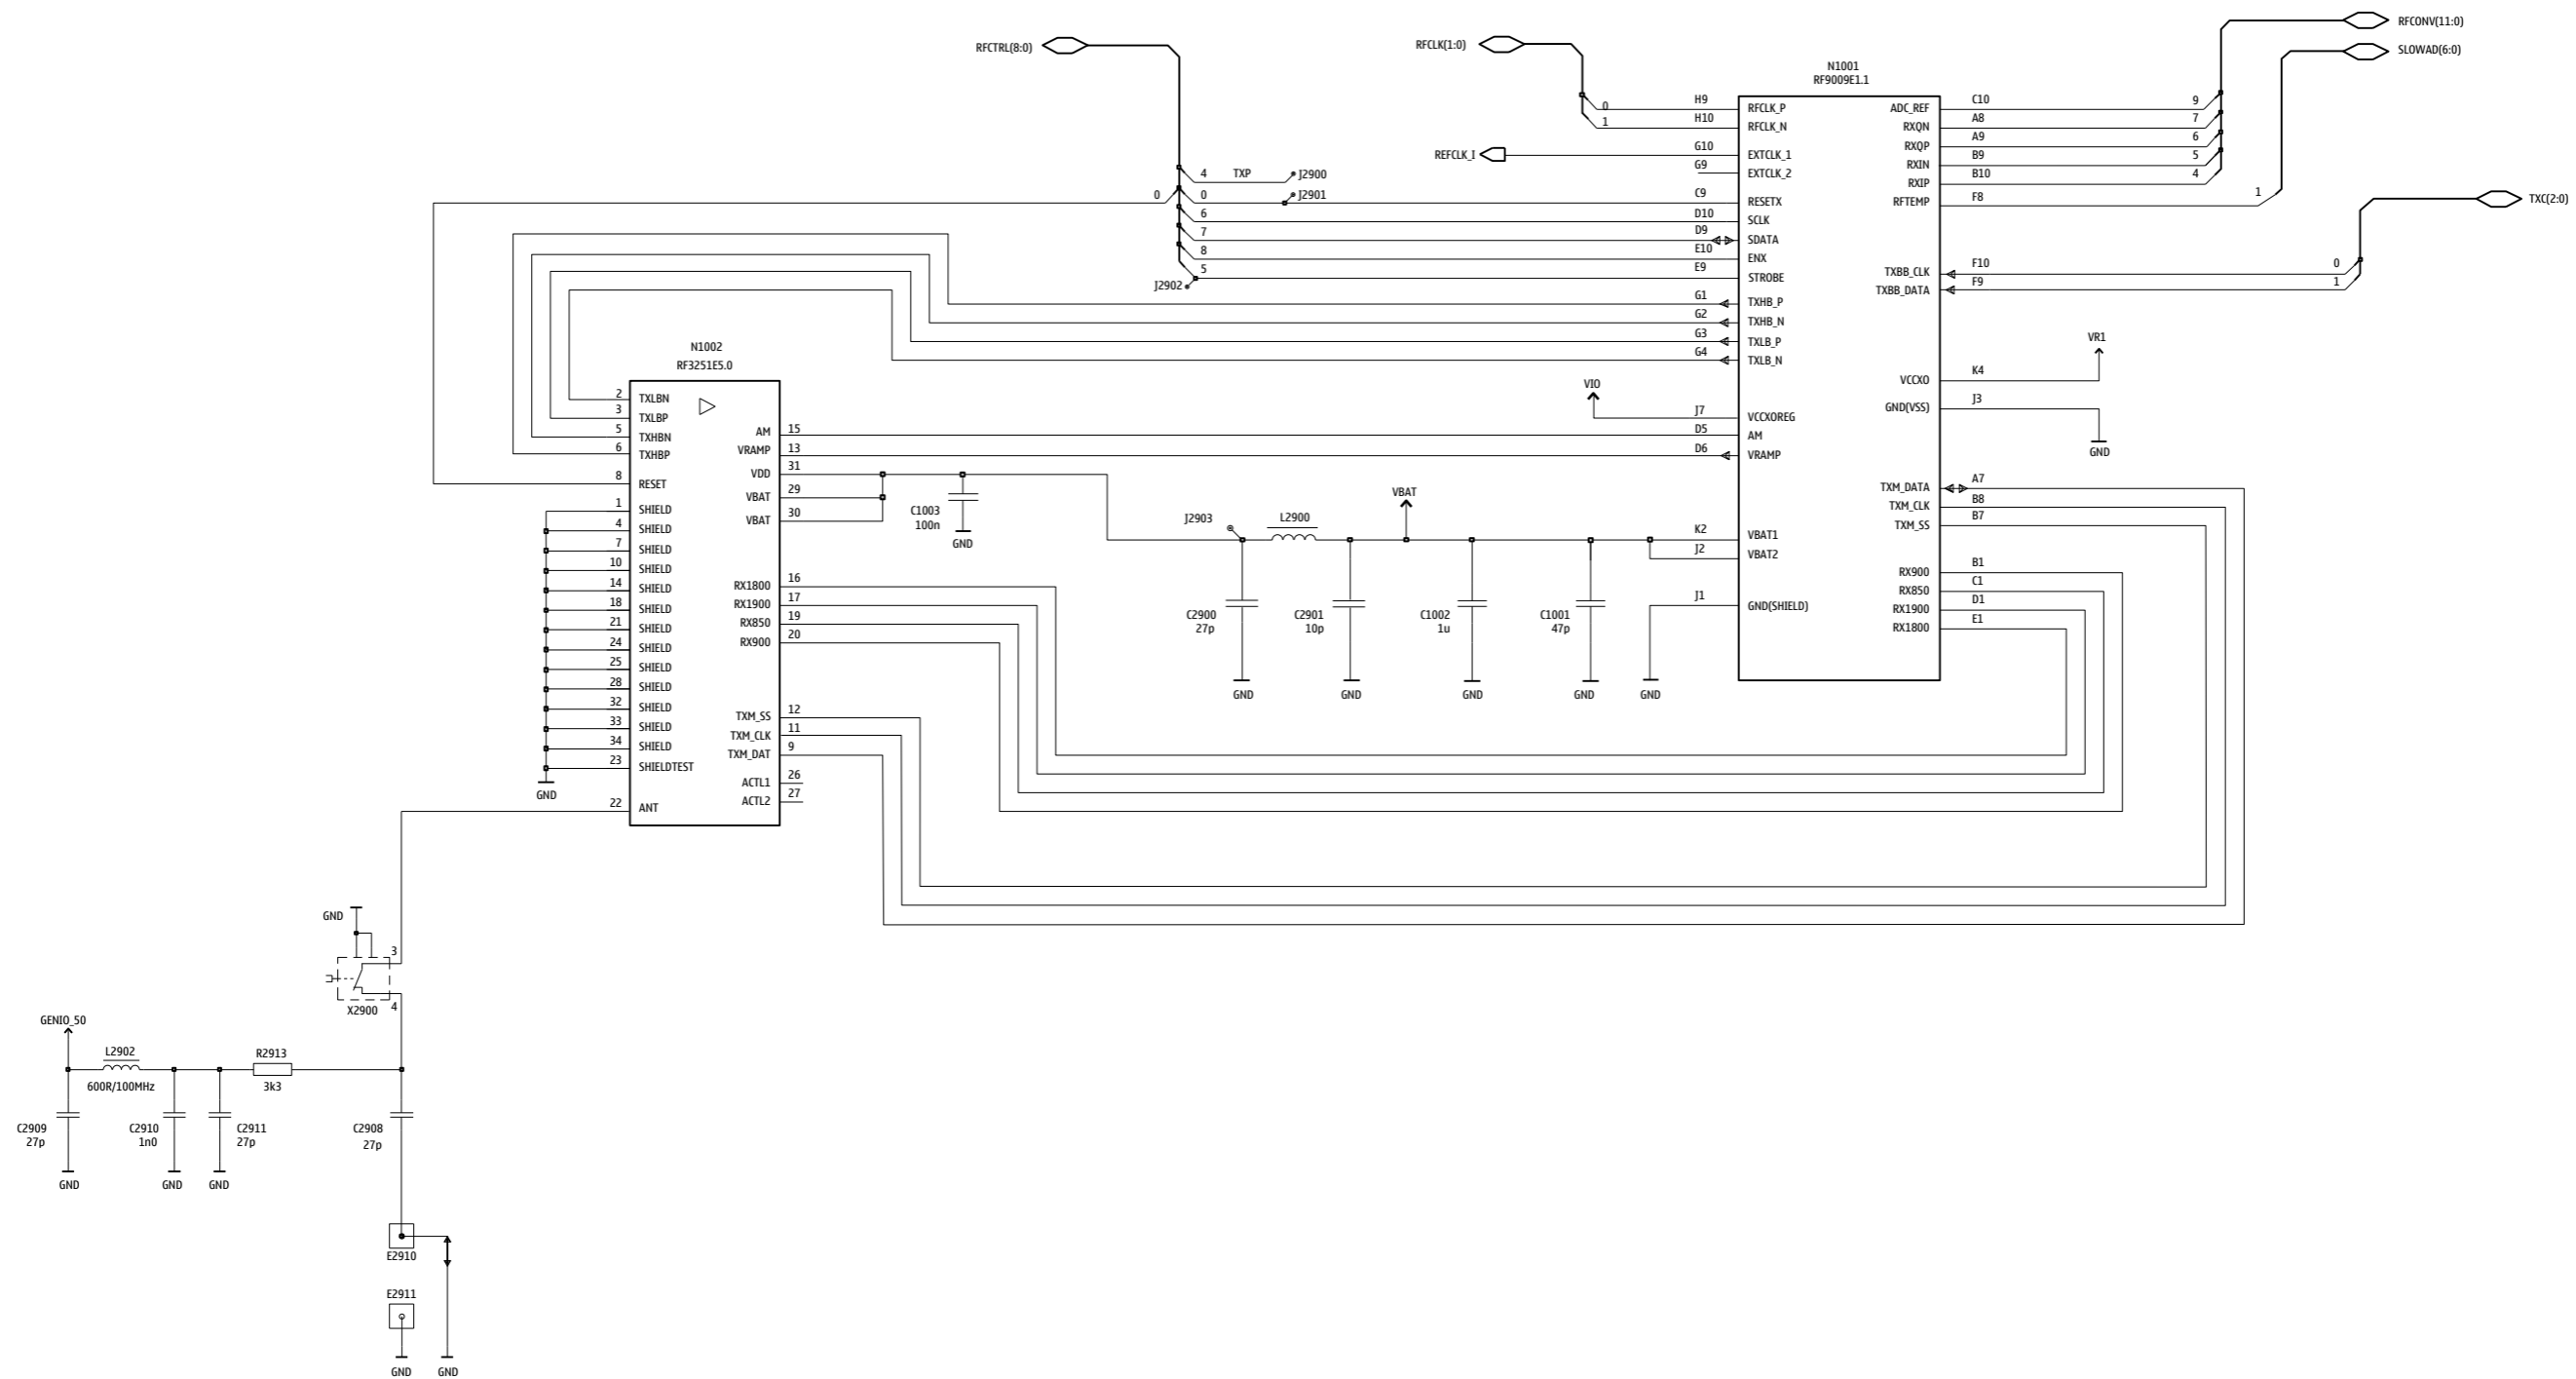 RFCONV(11:0)
SLOWAD(6:0)
RFCTRL(8:0)
RFCLK(1:0)
TXC(2:0)
N1001
RF9009E1.1
0 H9 RFCLK_P
1 H10 RFCLK_N
REFCLK_I G10 EXTCLK_1
G9 EXTCLK_2
4 TXP J2900
0 0 J2901 C9 RESETX
6 D10 SCLK
7 D9 SDATA
8 E10 ENX
5 E9 STROBE
J2902
G1 TXHB_P
G2 TXHB_N
G3 TXLB_P
G4 TXLB_N
VIO
J7 VCCXOREG
D5 AM
D6 VRAMP
K2 VBAT1
J2 VBAT2
J1 GND(SHIELD)
GND
ADC_REF C10 9
RXQN A8 7
RXQP A9 6
RXIN B9 5
RXIP B10 4
RFTEMP F8 1
TXBB_CLK F10 0
TXBB_DATA F9 1
VR1
VCCXO K4
GND(VSS) J3
GND
TXM_DATA A7
TXM_CLK B8
TXM_SS B7
RX900 B1
RX850 C1
RX1900 D1
RX1800 E1
N1002
RF3251E5.0
2 TXLBN
3 TXLBP
5 TXHBN
6 TXHBP
8 RESET
1 SHIELD
4 SHIELD
7 SHIELD
10 SHIELD
14 SHIELD
18 SHIELD
21 SHIELD
24 SHIELD
25 SHIELD
28 SHIELD
32 SHIELD
33 SHIELD
34 SHIELD
23 SHIELDTEST
GND
22 ANT
AM 15
VRAMP 13
VDD 31
VBAT 29
VBAT 30
RX1800 16
RX1900 17
RX850 19
RX900 20
TXM_SS 12
TXM_CLK 11
TXM_DAT 9
ACTL1 26
ACTL2 27
C1003
100n
GND
J2903
L2900
VBAT
C2900
27p
GND
C2901
10p
GND
C1002
1u
GND
C1001
47p
GND
GND
3
4
X2900
GENIO_50
L2902
600R/100MHz
R2913
3k3
C2909
27p
GND
C2910
1n0
GND
C2911
27p
GND
C2908
27p
E2910
E2911
GND
GND